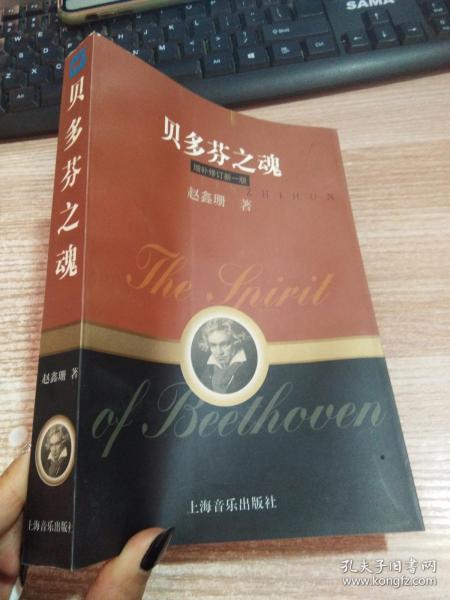 SAMA
贝多芬之魂
赵鑫珊 著
上海音乐出版社
贝多芬之魂
增补修订新一版
ZHIHUN
赵鑫珊 著
The Spirit
of Beethoven
上海音乐出版社
孔夫子旧书网
www.kongfz.com